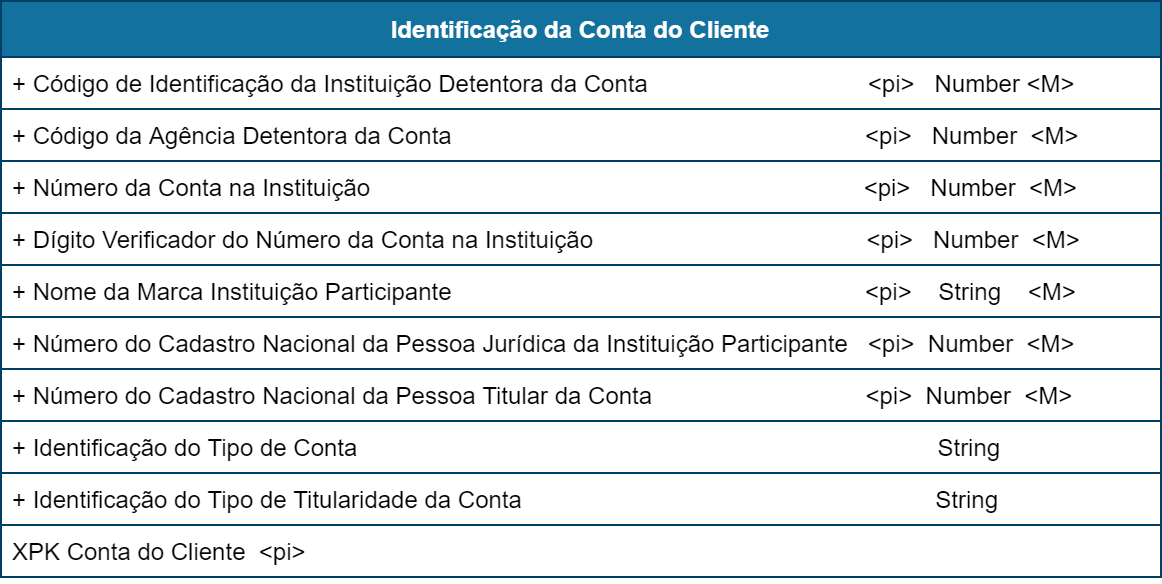 Identificação da Conta do Cliente
+ Código de Identificação da Instituição Detentora da Conta <pi> Number <M>
+ Código da Agência Detentora da Conta <pi> Number <M>
+ Número da Conta na Instituição <pi> Number <M>
+ Dígito Verificador do Número da Conta na Instituição <pi> Number <M>
+ Nome da Marca Instituição Participante <pi> String <M>
+ Número do Cadastro Nacional da Pessoa Jurídica da Instituição Participante <pi> Number <M>
+ Número do Cadastro Nacional da Pessoa Titular da Conta <pi> Number <M>
+ Identificação do Tipo de Conta String
+ Identificação do Tipo de Titularidade da Conta String
XPK Conta do Cliente <pi>